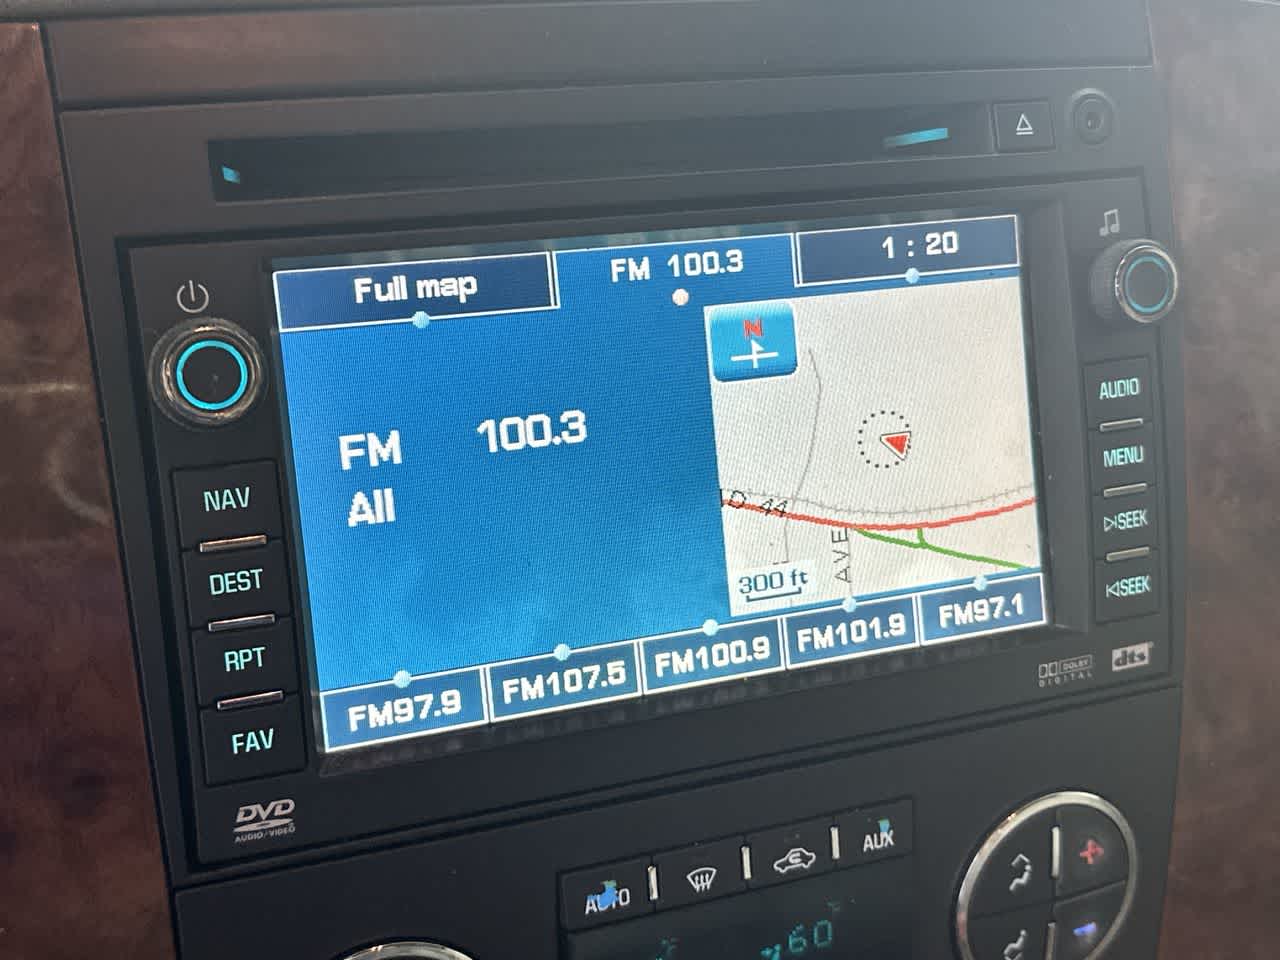 Full map
FM 100.3
1 : 20
N
FM 100.3
All
D 44
AVE
300 ft
FM97.9
FM107.5
FM100.9
FM101.9
FM97.1
NAV
DEST
RPT
FAV
AUDIO
MENU
SEEK
SEEK
DVD
AUDIO/VIDEO
DOLBY
DIGITAL
dts
AUTO
AUX
60